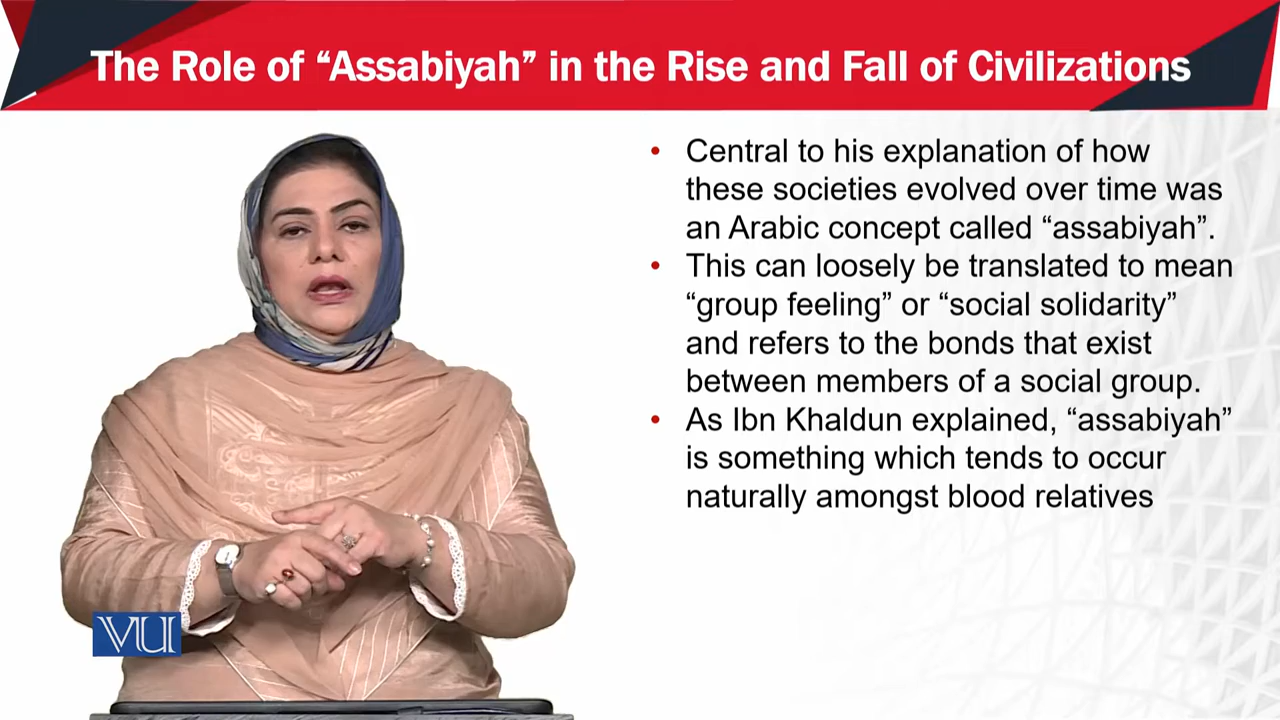 The Role of “Assabiyah” in the Rise and Fall of Civilizations
• Central to his explanation of how
these societies evolved over time was
an Arabic concept called “assabiyah”.
• This can loosely be translated to mean
“group feeling” or “social solidarity”
and refers to the bonds that exist
between members of a social group.
• As Ibn Khaldun explained, “assabiyah”
is something which tends to occur
naturally amongst blood relatives
VU